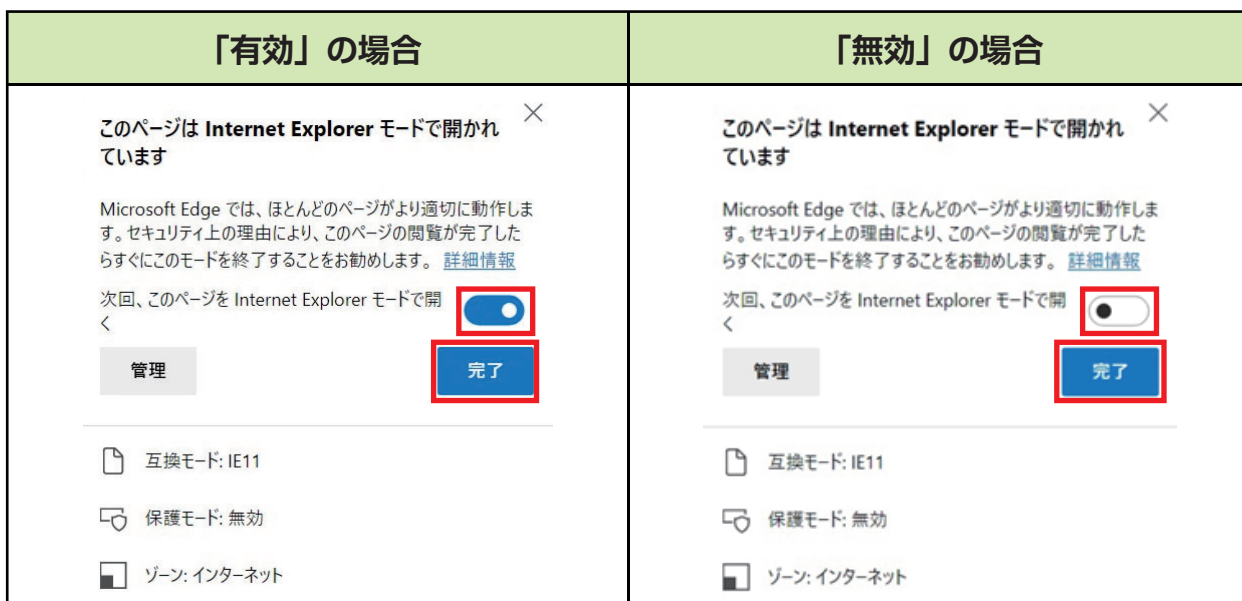 「有効」の場合
「無効」の場合
このページは Internet Explorer モードで開かれ
ています
Microsoft Edge では、ほとんどのページがより適切に動作しま
す。セキュリティ上の理由により、このページの閲覧が完了した
らすぐにこのモードを終了することをお勧めします。 詳細情報
次回、このページを Internet Explorer モードで開
く
管理
完了
互換モード: IE11
保護モード: 無効
ゾーン: インターネット
このページは Internet Explorer モードで開かれ
ています
Microsoft Edge では、ほとんどのページがより適切に動作しま
す。セキュリティ上の理由により、このページの閲覧が完了した
らすぐにこのモードを終了することをお勧めします。 詳細情報
次回、このページを Internet Explorer モードで開
く
管理
完了
互換モード: IE11
保護モード: 無効
ゾーン: インターネット